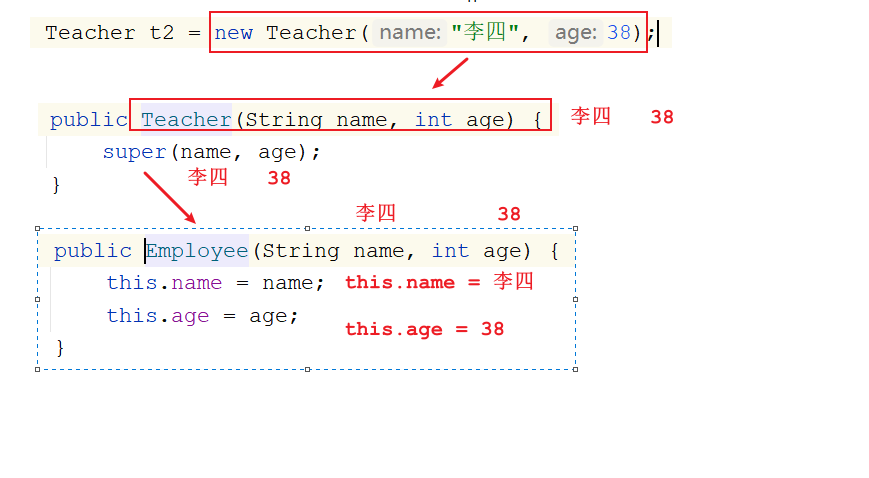 Teacher t2 = new Teacher( name: "李四", age: 38);
public Teacher(String name, int age) { 李四 38
super(name, age);
} 李四 38
李四 38
public Employee(String name, int age) {
this.name = name; this.name = 李四
this.age = age;
this.age = 38
}